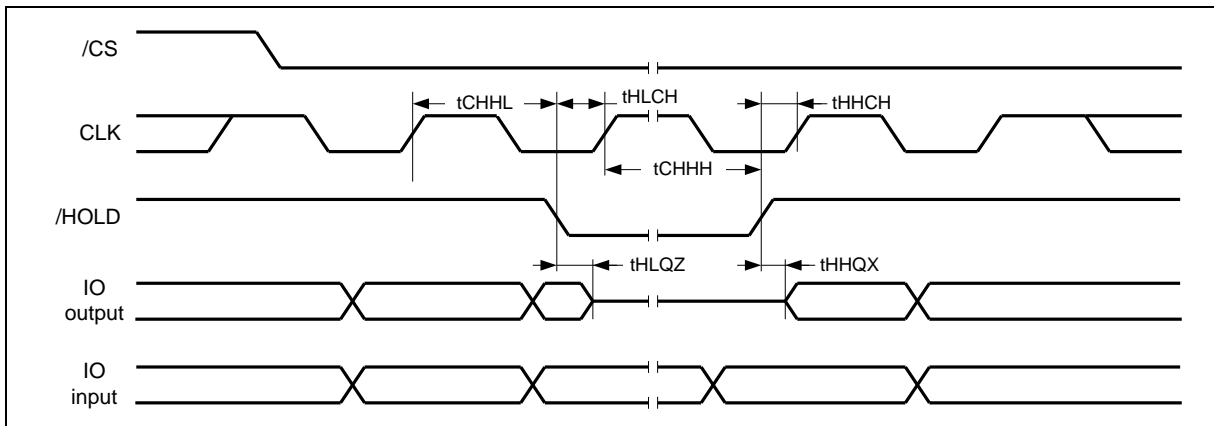 /CS
tCHHL
tHLCH
tHHCH
CLK
tCHHH
/HOLD
tHLQZ
tHHQX
IO
output
IO
input